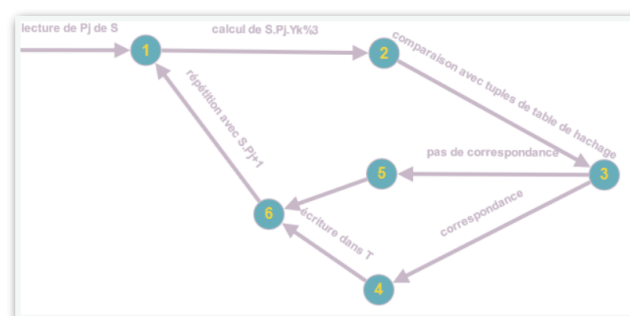 lecture de Pj de S
calcul de S.Pj.Yk%3
1
2
comparaison avec tuples de table de hachage
répétition avec S.Pj+1
pas de correspondance
5
3
correspondance
6
écriture dans T
4